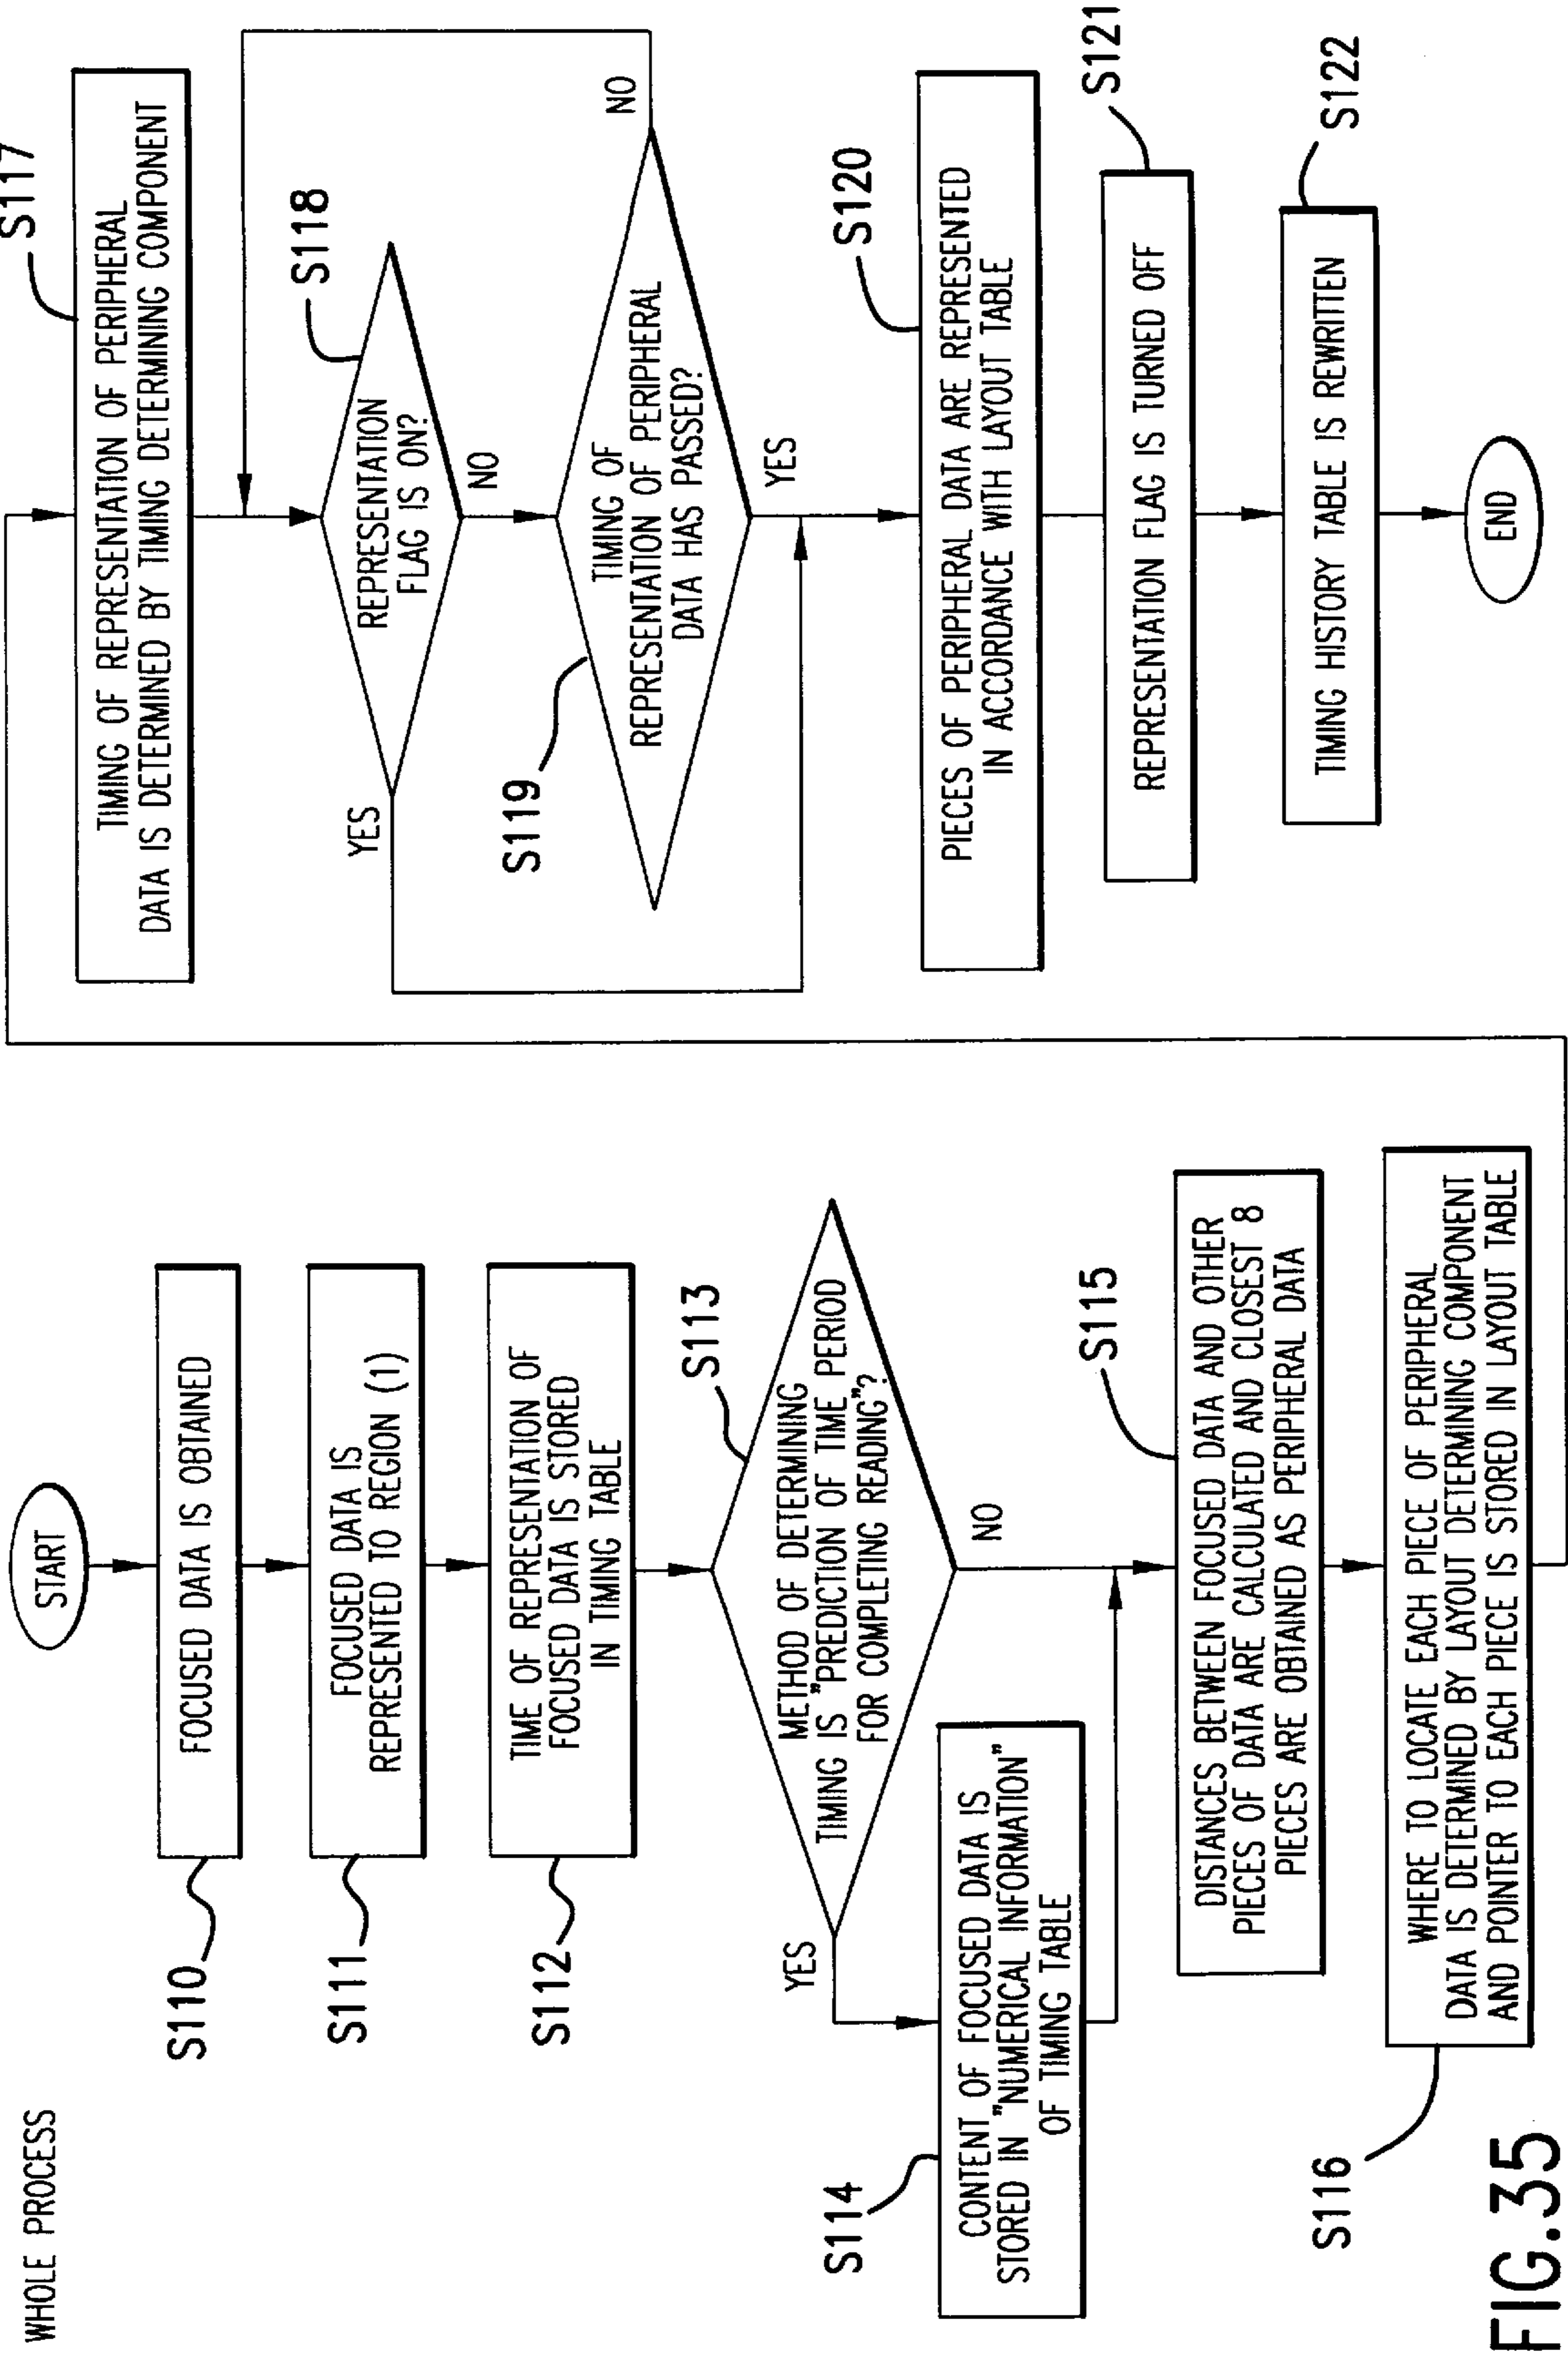 WHOLE PROCESS
START
S110
FOCUSED DATA IS OBTAINED
S111
FOCUSED DATA IS
REPRESENTED TO REGION (1)
S112
TIME OF REPRESENTATION OF
FOCUSED DATA IS STORED
IN TIMING TABLE
S113
METHOD OF DETERMINING
TIMING IS "PREDICTION OF TIME PERIOD
FOR COMPLETING READING"?
YES
NO
S114
CONTENT OF FOCUSED DATA IS
STORED IN "NUMERICAL INFORMATION"
OF TIMING TABLE
S115
DISTANCES BETWEEN FOCUSED DATA AND OTHER
PIECES OF DATA ARE CALCULATED AND CLOSEST 8
PIECES ARE OBTAINED AS PERIPHERAL DATA
S116
WHERE TO LOCATE EACH PIECE OF PERIPHERAL
DATA IS DETERMINED BY LAYOUT DETERMINING COMPONENT
AND POINTER TO EACH PIECE IS STORED IN LAYOUT TABLE
S117
TIMING OF REPRESENTATION OF PERIPHERAL
DATA IS DETERMINED BY TIMING DETERMINING COMPONENT
S118
REPRESENTATION
FLAG IS ON?
YES
NO
S119
TIMING OF
REPRESENTATION OF PERIPHERAL
DATA HAS PASSED?
NO
YES
S120
PIECES OF PERIPHERAL DATA ARE REPRESENTED
IN ACCORDANCE WITH LAYOUT TABLE
S121
REPRESENTATION FLAG IS TURNED OFF
S122
TIMING HISTORY TABLE IS REWRITTEN
END
FIG.35